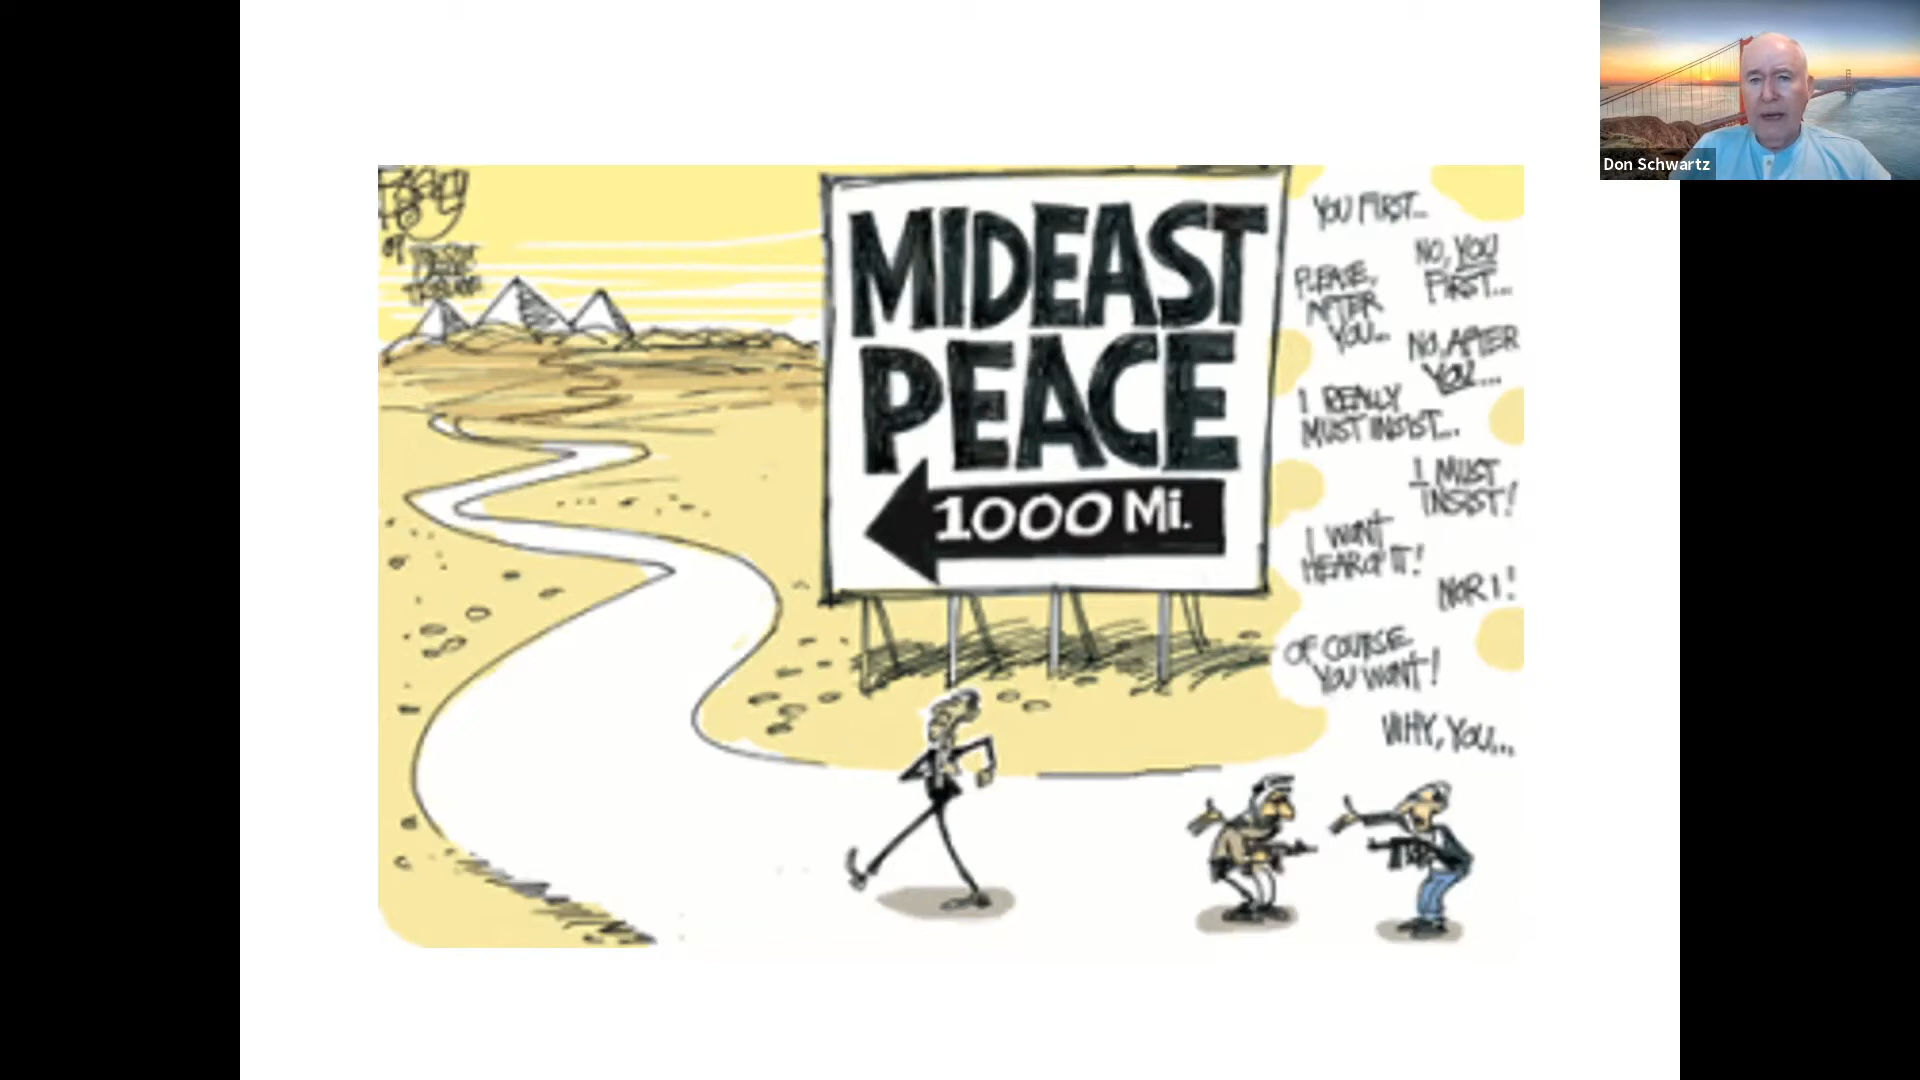 MIDEAST
PEACE
1000 Mi.
YOU FIRST...
NO, YOU
FIRST...
PLEASE,
AFTER
YOU...
NO, AFTER
YOU...
I REALLY
MUST INSIST...
I MUST
INSIST!
I WON'T
HEAR OF IT!
NOR I!
OF COURSE
YOU WON'T!
WHY, YOU...
Don Schwartz